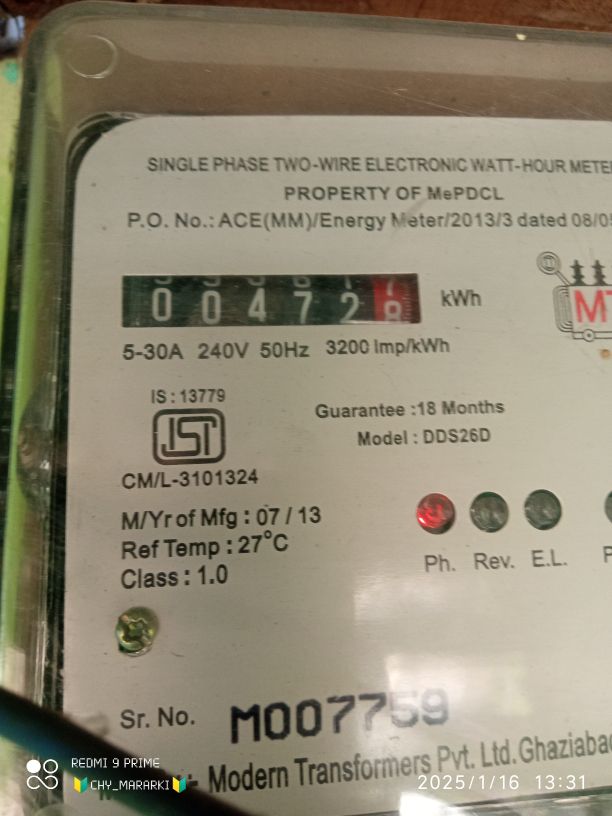 SINGLE PHASE TWO-WIRE ELECTRONIC WATT-HOUR METER
PROPERTY OF MePDCL
P.O. No.: ACE(MM)/Energy Meter/2013/3 dated
0 0 4 7 2 8 kWh
5-30A 240V 50Hz 3200 Imp/kWh
IS : 13779
ISI
CM/L-3101324
Guarantee :18 Months
Model : DDS26D
M/Yr of Mfg : 07 / 13
Ref Temp : 27°C
Class : 1.0
Ph. Rev. E.L.
Sr. No. M007759
Modern Transformers Pvt. Ltd. Ghaziabad
REDMI 9 PRIME
CHY_MARARKI
2025/1/16 13:31